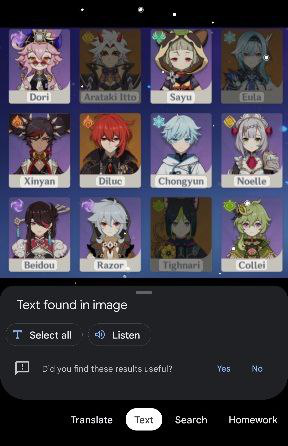 Dori
Arataki Itto
Sayu
Eula
Xinyan
Diluc
Chongyun
Noelle
Beidou
Razor
Tighnari
Collei
Text found in image
Select all
Listen
Did you find these results useful?
Yes
No
Translate
Text
Search
Homework